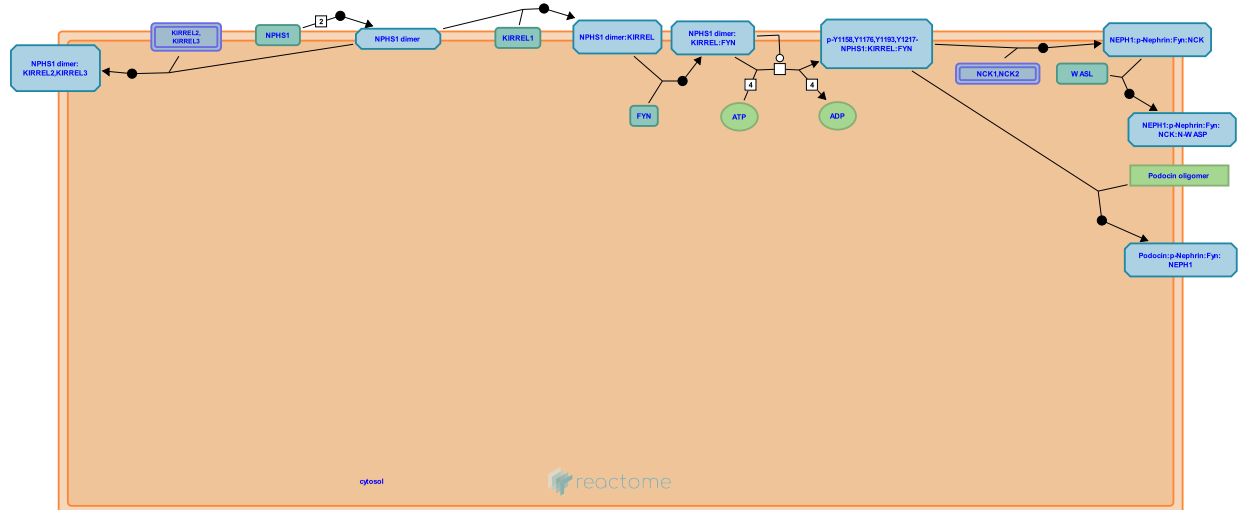 KIRREL2,
KIRREL3
NPHS1
2
NPHS1 dimer
KIRREL1
NPHS1 dimer:KIRREL
NPHS1 dimer:
KIRREL:FYN
p-Y1158,Y1176,Y1193,Y1217-
NPHS1:KIRREL:FYN
NEPH1:p-Nephrin:Fyn:NCK
NPHS1 dimer:
KIRREL2,KIRREL3
NCK1,NCK2
WASL
4
4
FYN
ATP
ADP
NEPH1:p-Nephrin:Fyn:
NCK:N-WASP
Podocin oligomer
Podocin:p-Nephrin:Fyn:
NEPH1
cytosol
reactome